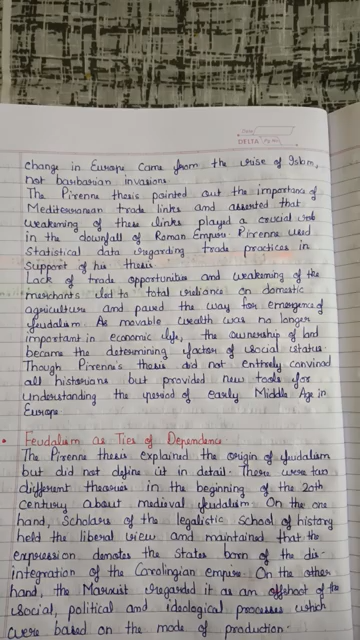 DELTA Pg No.
change in Europe came from the rise of Islam,
not barbarian invasions.
The Pirenne thesis pointed out the importance of
Mediterranean trade links and asserted that
weakening of these links played a crucial role
in the downfall of Roman Empire. Pirenne used
Statistical data regarding trade practices in
support of his thesis.
Lack of trade opportunities and weakening of the
merchants led to total reliance on domestic
agriculture and paved the way for emergence of
feudalism. As movable wealth was no longer
important in economic life, the ownership of land
became the determining factor of social status.
Though Pirenne's thesis did not entirely convinced
all historians but provided new tools for
understanding the period of early Middle Age in
Europe.
• Feudalism as Ties of Dependence
The Pirenne thesis explained the origin of feudalism
but did not define it in detail. There were two
different theories in the beginning of the 20th
century about medieval feudalism. On the one
hand, Scholars of the legalistic school of history
held the liberal view and maintained that the
expression denotes the States born of the dis-
integration of the Carolingian empire. On the other
hand, the Marxist regarded it as an offshoot of the
social, political and ideological processes which
were based on the mode of production.